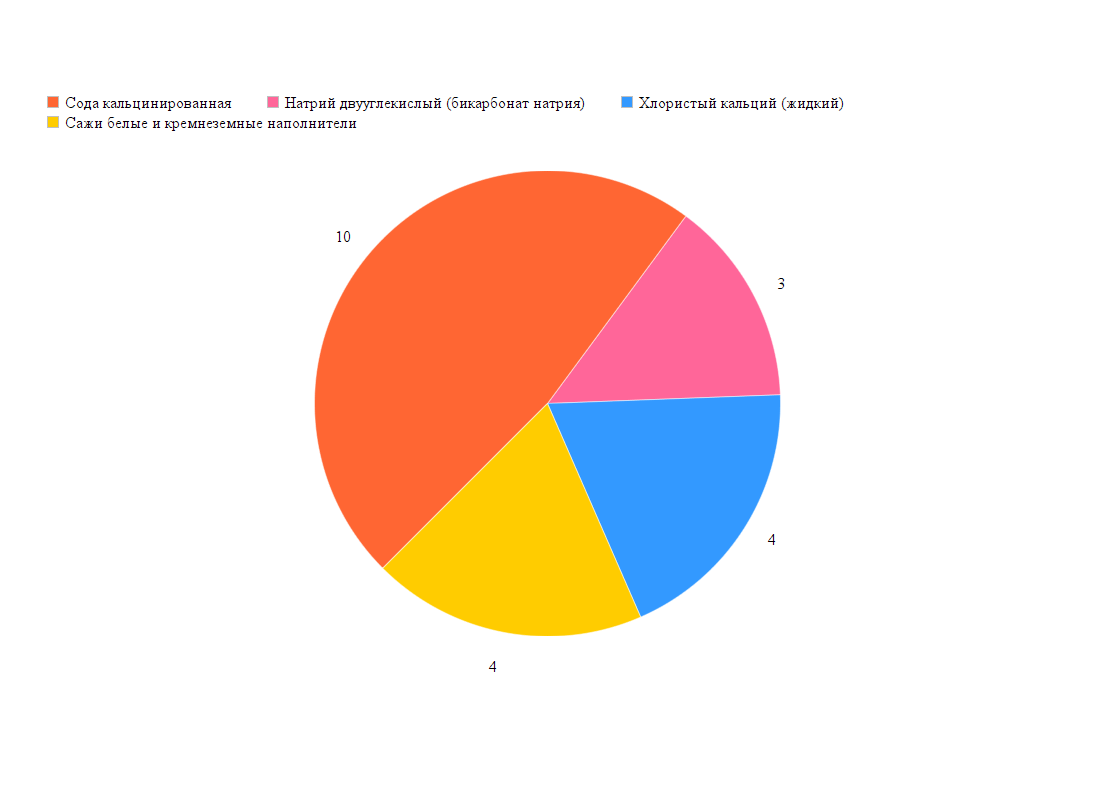 Сода кальцинированная Натрий двууглекислый (бикарбонат натрия) Хлористый кальций (жидкий)
Сажи белые и кремнеземные наполнители
10
3
4
4